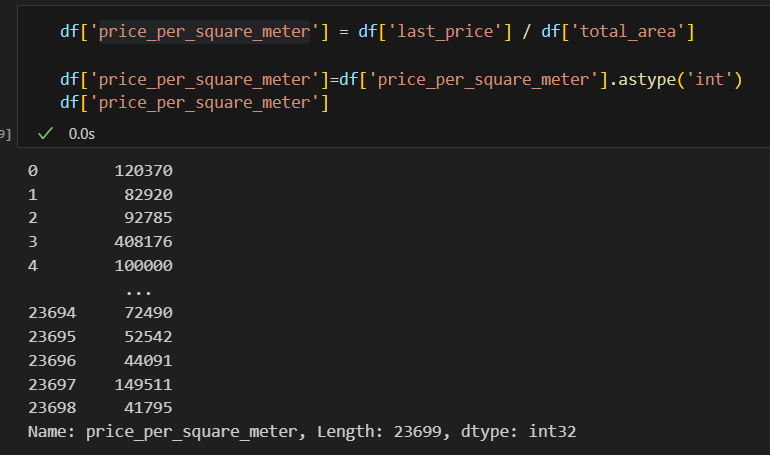 df['price_per_square_meter'] = df['last_price'] / df['total_area']
df['price_per_square_meter']=df['price_per_square_meter'].astype('int')
df['price_per_square_meter']
9] 0.0s
0 120370
1 82920
2 92785
3 408176
4 100000
...
23694 72490
23695 52542
23696 44091
23697 149511
23698 41795
Name: price_per_square_meter, Length: 23699, dtype: int32